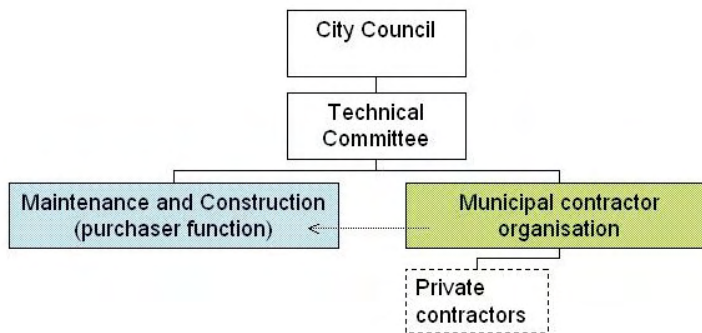 City Council
Technical
Committee
Maintenance and Construction
(purchaser function)
Municipal contractor
organisation
Private
contractors